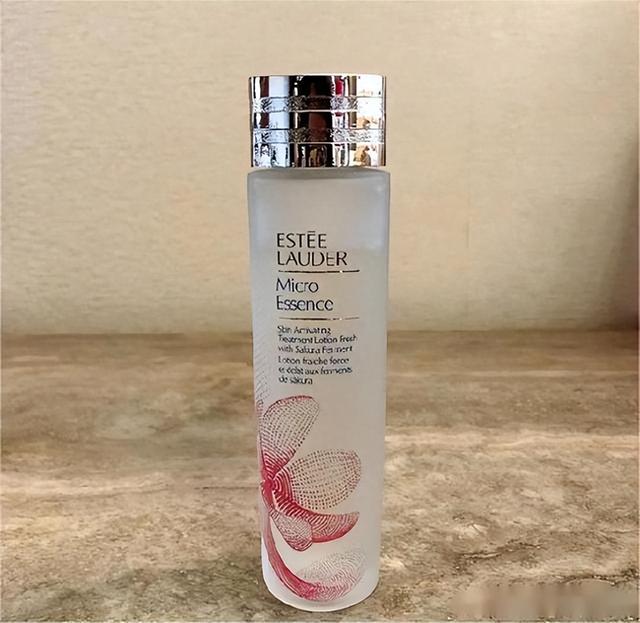 ESTĒE
LAUDER
Micro
Essence
Skin Activating
Treatment Lotion Fresh
with Sakura Ferment
Lotion fraîche force
et éclat aux ferments
de sakura